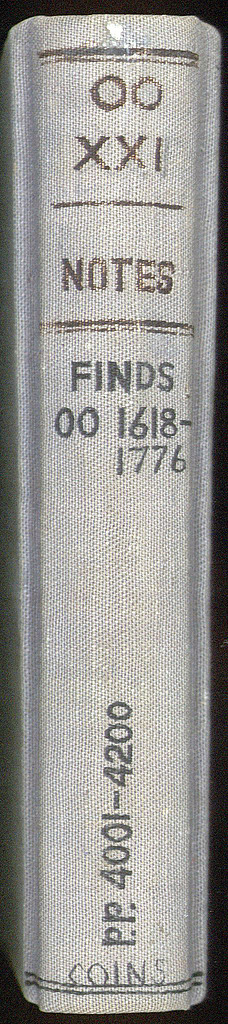 OO
XXI
NOTES
FINDS
OO 1618-
1776
P.P. 4001-4200
COINS